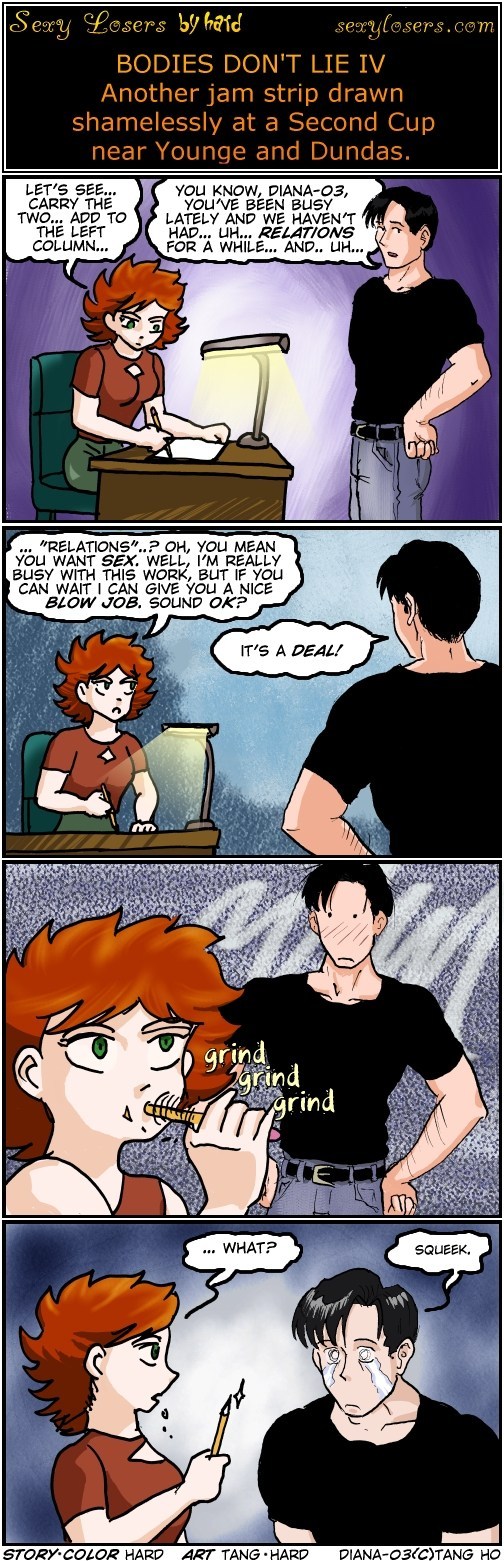 Sexy Losers by hard
sexylosers.com
BODIES DON'T LIE IV
Another jam strip drawn
shamelessly at a Second Cup
near Younge and Dundas.
LET'S SEE...
CARRY THE
TWO... ADD TO
THE LEFT
COLUMN...
YOU KNOW, DIANA-03,
YOU'VE BEEN BUSY
LATELY AND WE HAVEN'T
HAD... UH... RELATIONS
FOR A WHILE... AND.. UH...
... "RELATIONS"..? OH, YOU MEAN
YOU WANT SEX. WELL, I'M REALLY
BUSY WITH THIS WORK, BUT IF YOU
CAN WAIT I CAN GIVE YOU A NICE
BLOW JOB. SOUND OK?
IT'S A DEAL!
grind
grind
grind
... WHAT?
SQUEEK.
STORY·COLOR HARD ART TANG·HARD DIANA-03(C)TANG HO